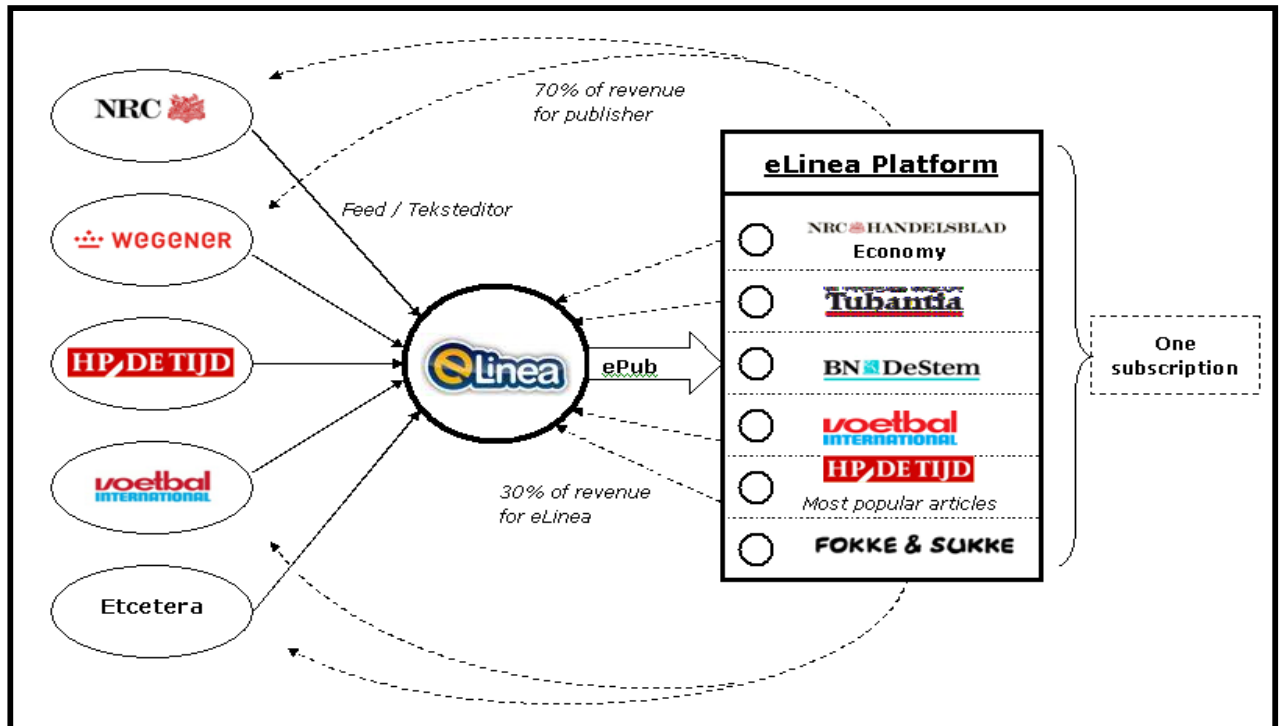 NRC
WEGENER
HP/DE TIJD
voetbal
INTERNATIONAL
Etcetera
70% of revenue
for publisher
Feed / Teksteditor
eLinea
ePub
30% of revenue
for eLinea
eLinea Platform
NRC HANDELSBLAD
Economy
Tubantia
BN DeStem
voetbal
INTERNATIONAL
HP/DE TIJD
Most popular articles
FOKKE & SUKKE
One
subscription